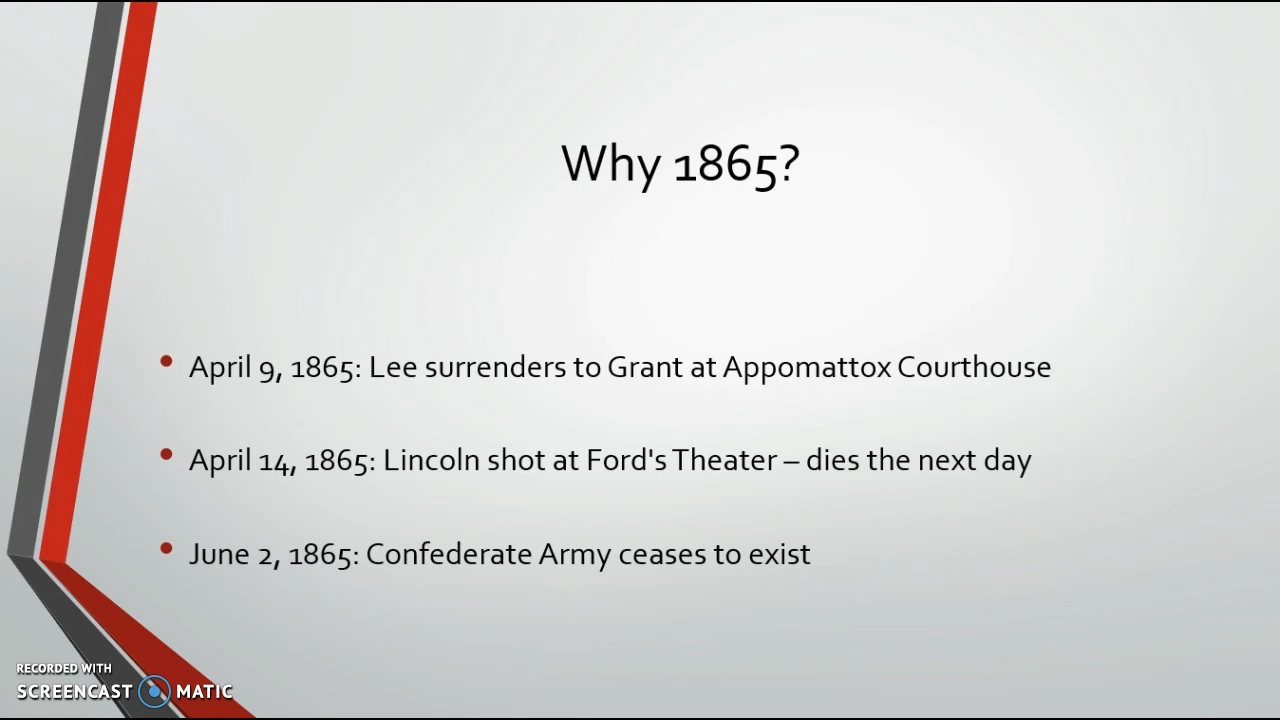 Why 1865?
April 9, 1865: Lee surrenders to Grant at Appomattox Courthouse
April 14, 1865: Lincoln shot at Ford's Theater – dies the next day
June 2, 1865: Confederate Army ceases to exist
RECORDED WITH
SCREENCAST MATIC